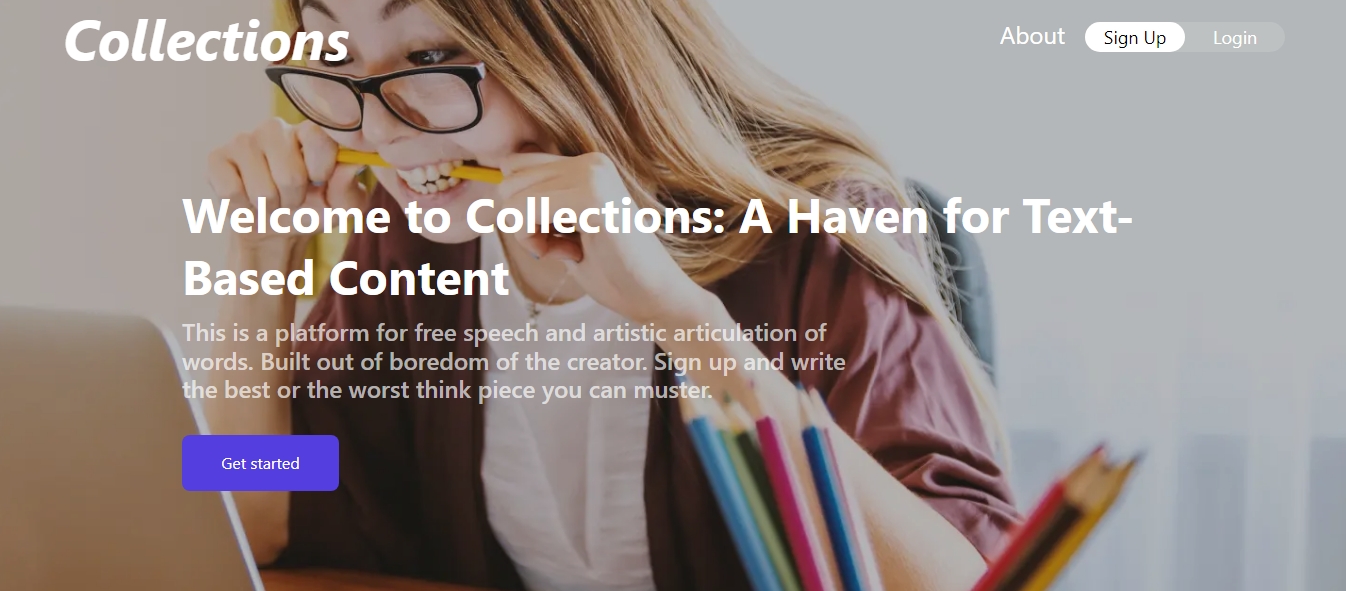 Collections
About
Sign Up
Login
Welcome to Collections: A Haven for Text-
Based Content
This is a platform for free speech and artistic articulation of
words. Built out of boredom of the creator. Sign up and write
the best or the worst think piece you can muster.
Get started